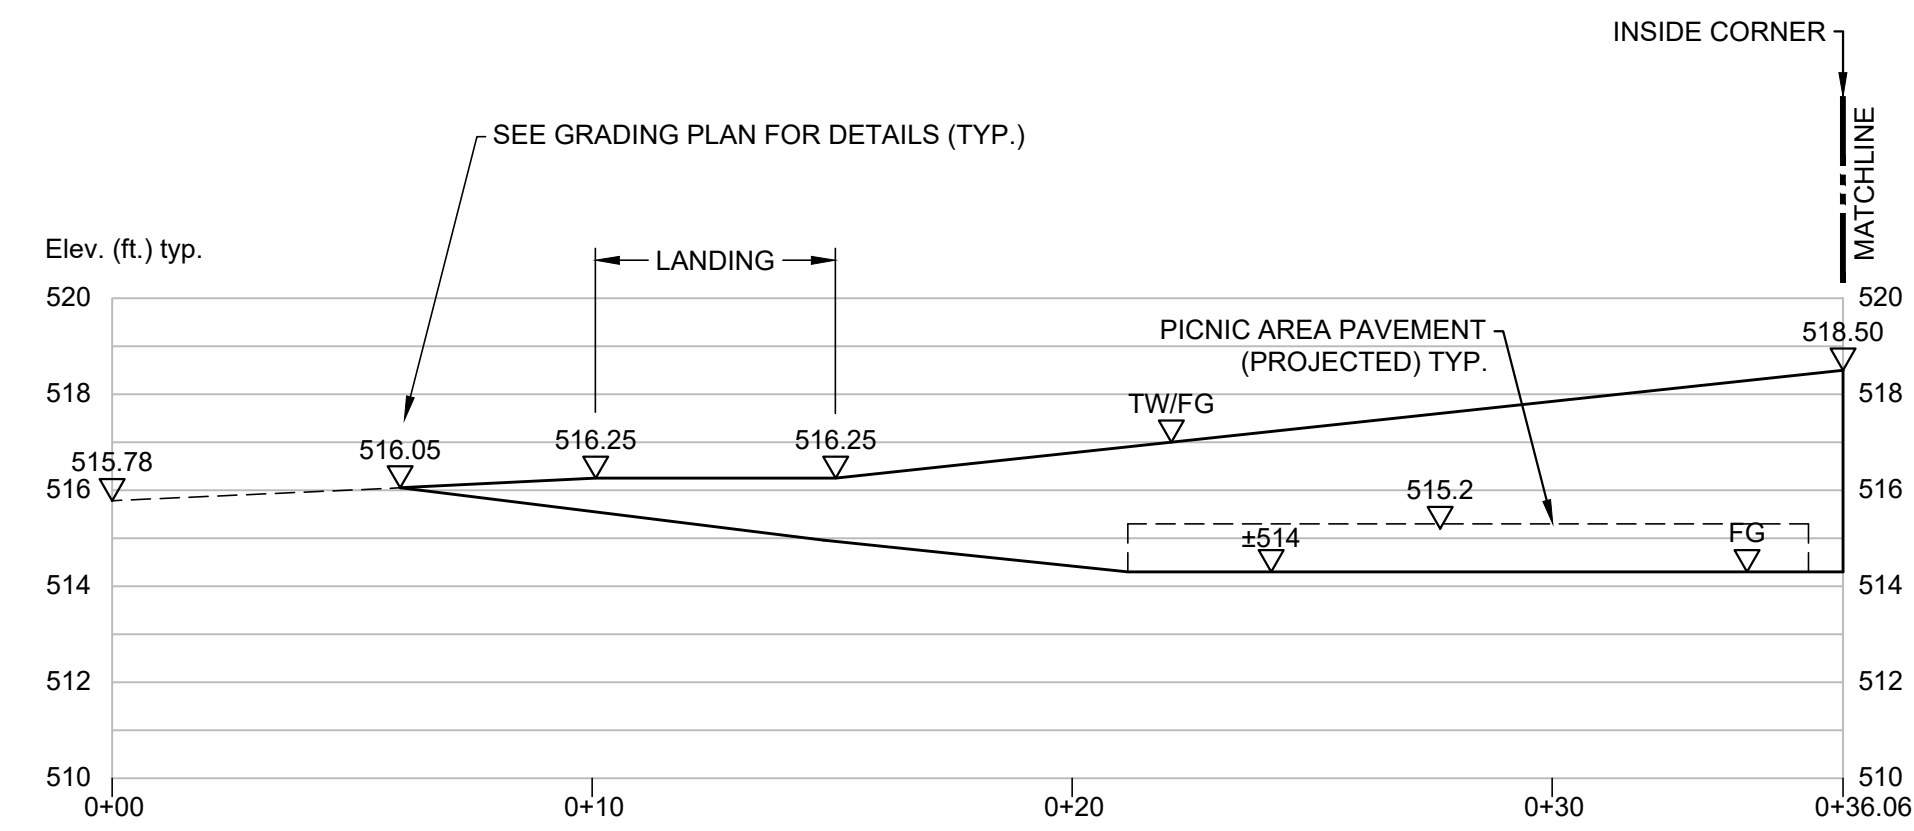 INSIDE CORNER
MATCHLINE
SEE GRADING PLAN FOR DETAILS (TYP.)
Elev. (ft.) typ.
LANDING
520
520
PICNIC AREA PAVEMENT
(PROJECTED) TYP.
518.50
518
518
TW/FG
515.78
516.05
516.25
516.25
516
515.2
516
±514
FG
514
514
512
512
510
510
0+00
0+10
0+20
0+30
0+36.06